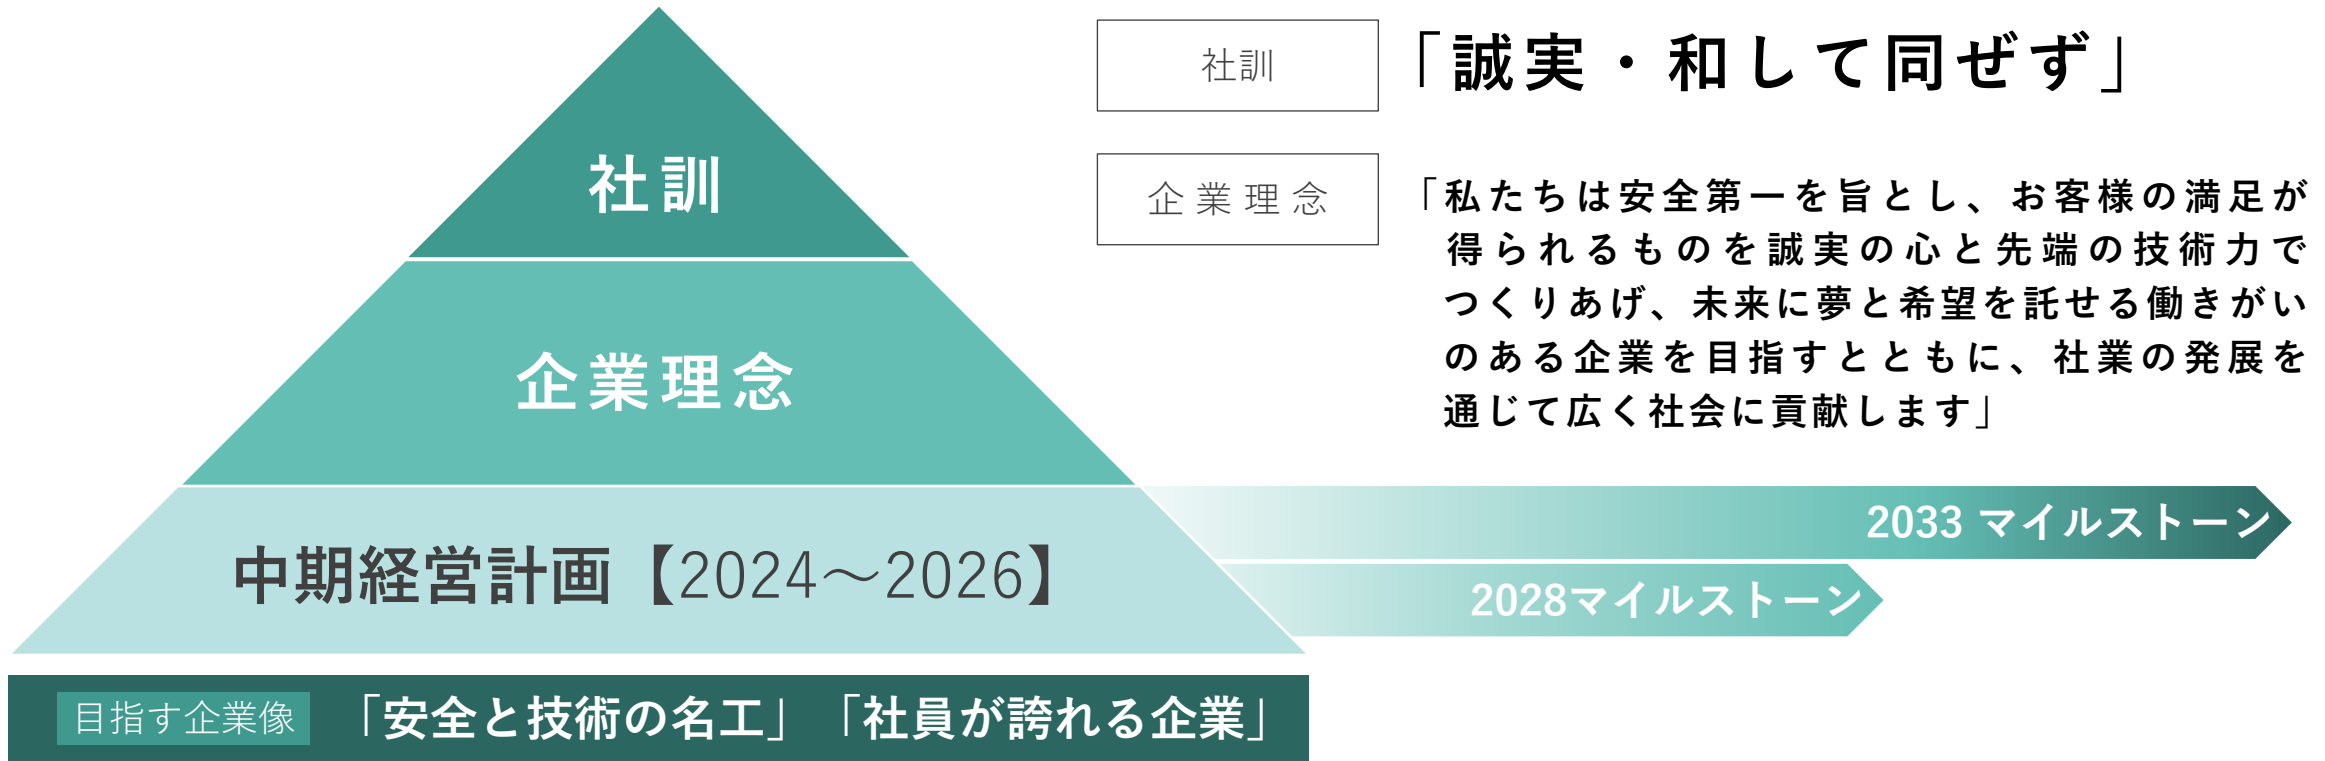 社訓
企業理念
中期経営計画【2024～2026】
目指す企業像 「安全と技術の名工」「社員が誇れる企業」
社訓 「誠実・和して同ぜず」
企業理念 「私たちは安全第一を旨とし、お客様の満足が
得られるものを誠実の心と先端の技術力で
つくりあげ、未来に夢と希望を託せる働きがい
のある企業を目指すとともに、社業の発展を
通じて広く社会に貢献します」
2033 マイルストーン
2028マイルストーン